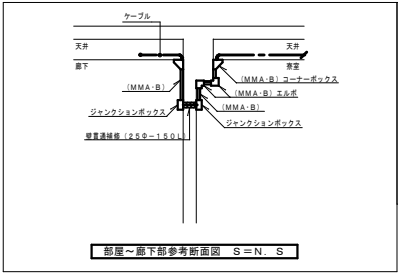 ケーブル
天井
天井
廊下
寮室
(MMA-B) コーナーボックス
(MMA-B)
(MMA-B) エルボ
(MMA-B)
ジャンクションボックス
ジャンクションボックス
壁貫通補修(25Φ-150L)
部屋~廊下部参考断面図 S=N.S